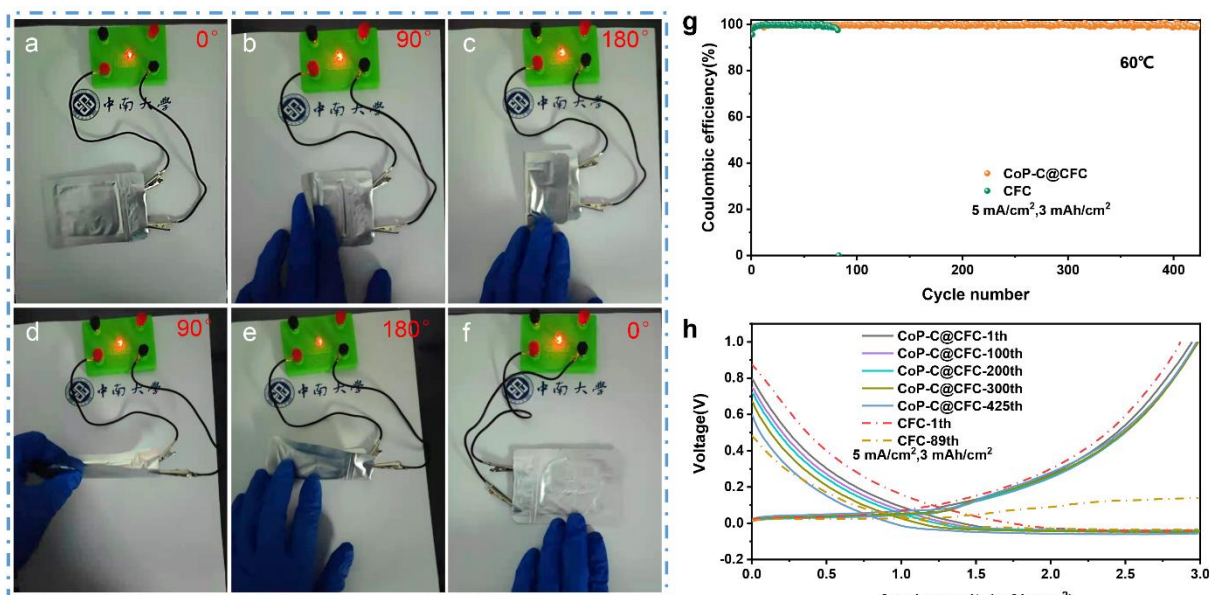 a
0°
中南大學
b
90°
中南大學
c
180°
中南大學
d
90°
中南大學
e
180°
中南大學
f
0°
中南大學
g
100
80
60
40
20
0
Coulombic efficiency(%)
60℃
CoP-C@CFC
CFC
5 mA/cm²,3 mAh/cm²
0
100
200
300
400
Cycle number
h
1.0
0.8
0.6
0.4
0.2
0.0
-0.2
Voltage(V)
CoP-C@CFC-1th
CoP-C@CFC-100th
CoP-C@CFC-200th
CoP-C@CFC-300th
CoP-C@CFC-425th
CFC-1th
CFC-89th
5 mA/cm²,3 mAh/cm²
0.0
0.5
1.0
1.5
2.0
2.5
3.0